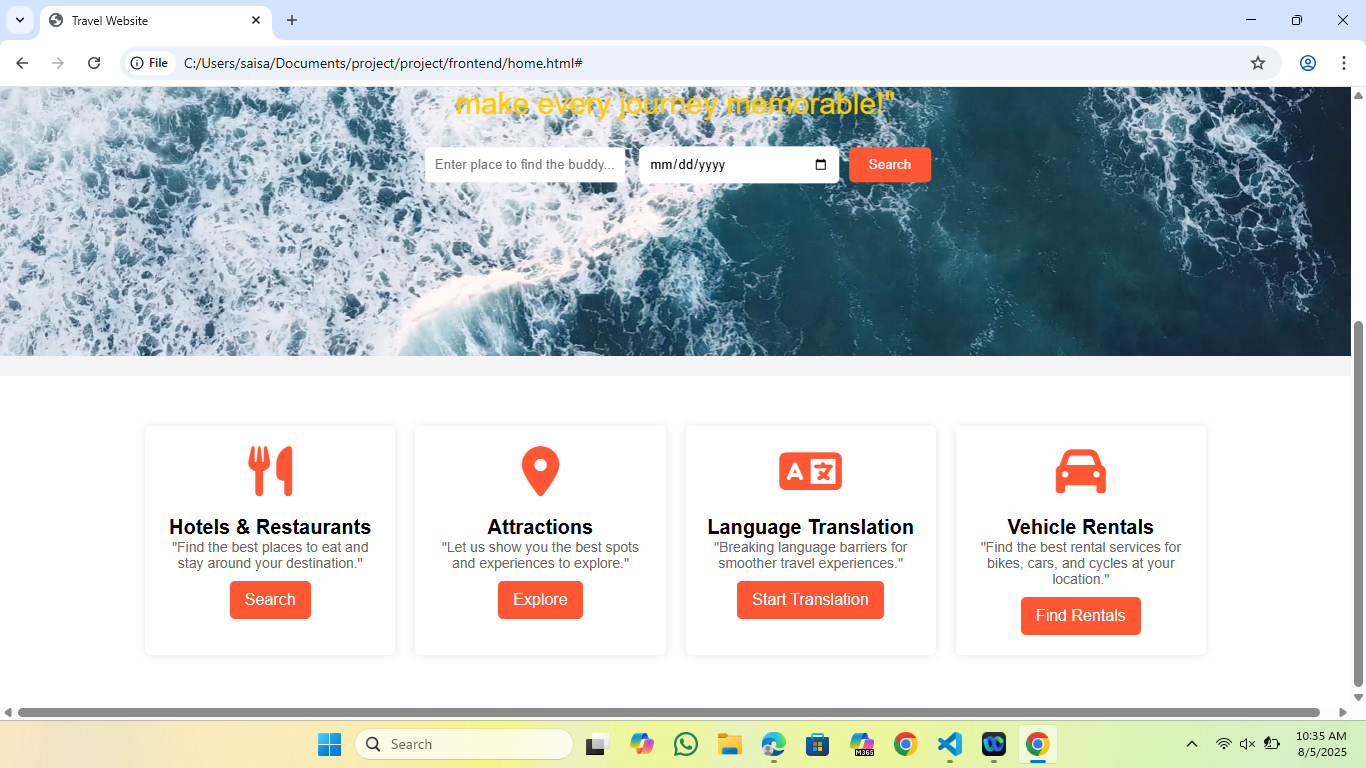 Travel Website
File
C:/Users/saisa/Documents/project/project/frontend/home.html#
make every journey memorable!"
Enter place to find the buddy...
mm/dd/yyyy
Search
A
Hotels & Restaurants
"Find the best places to eat and
stay around your destination."
Search
Attractions
"Let us show you the best spots
and experiences to explore."
Explore
Language Translation
"Breaking language barriers for
smoother travel experiences."
Start Translation
Vehicle Rentals
"Find the best rental services for
bikes, cars, and cycles at your
location."
Find Rentals
Search
M365
10:35 AM
8/5/2025